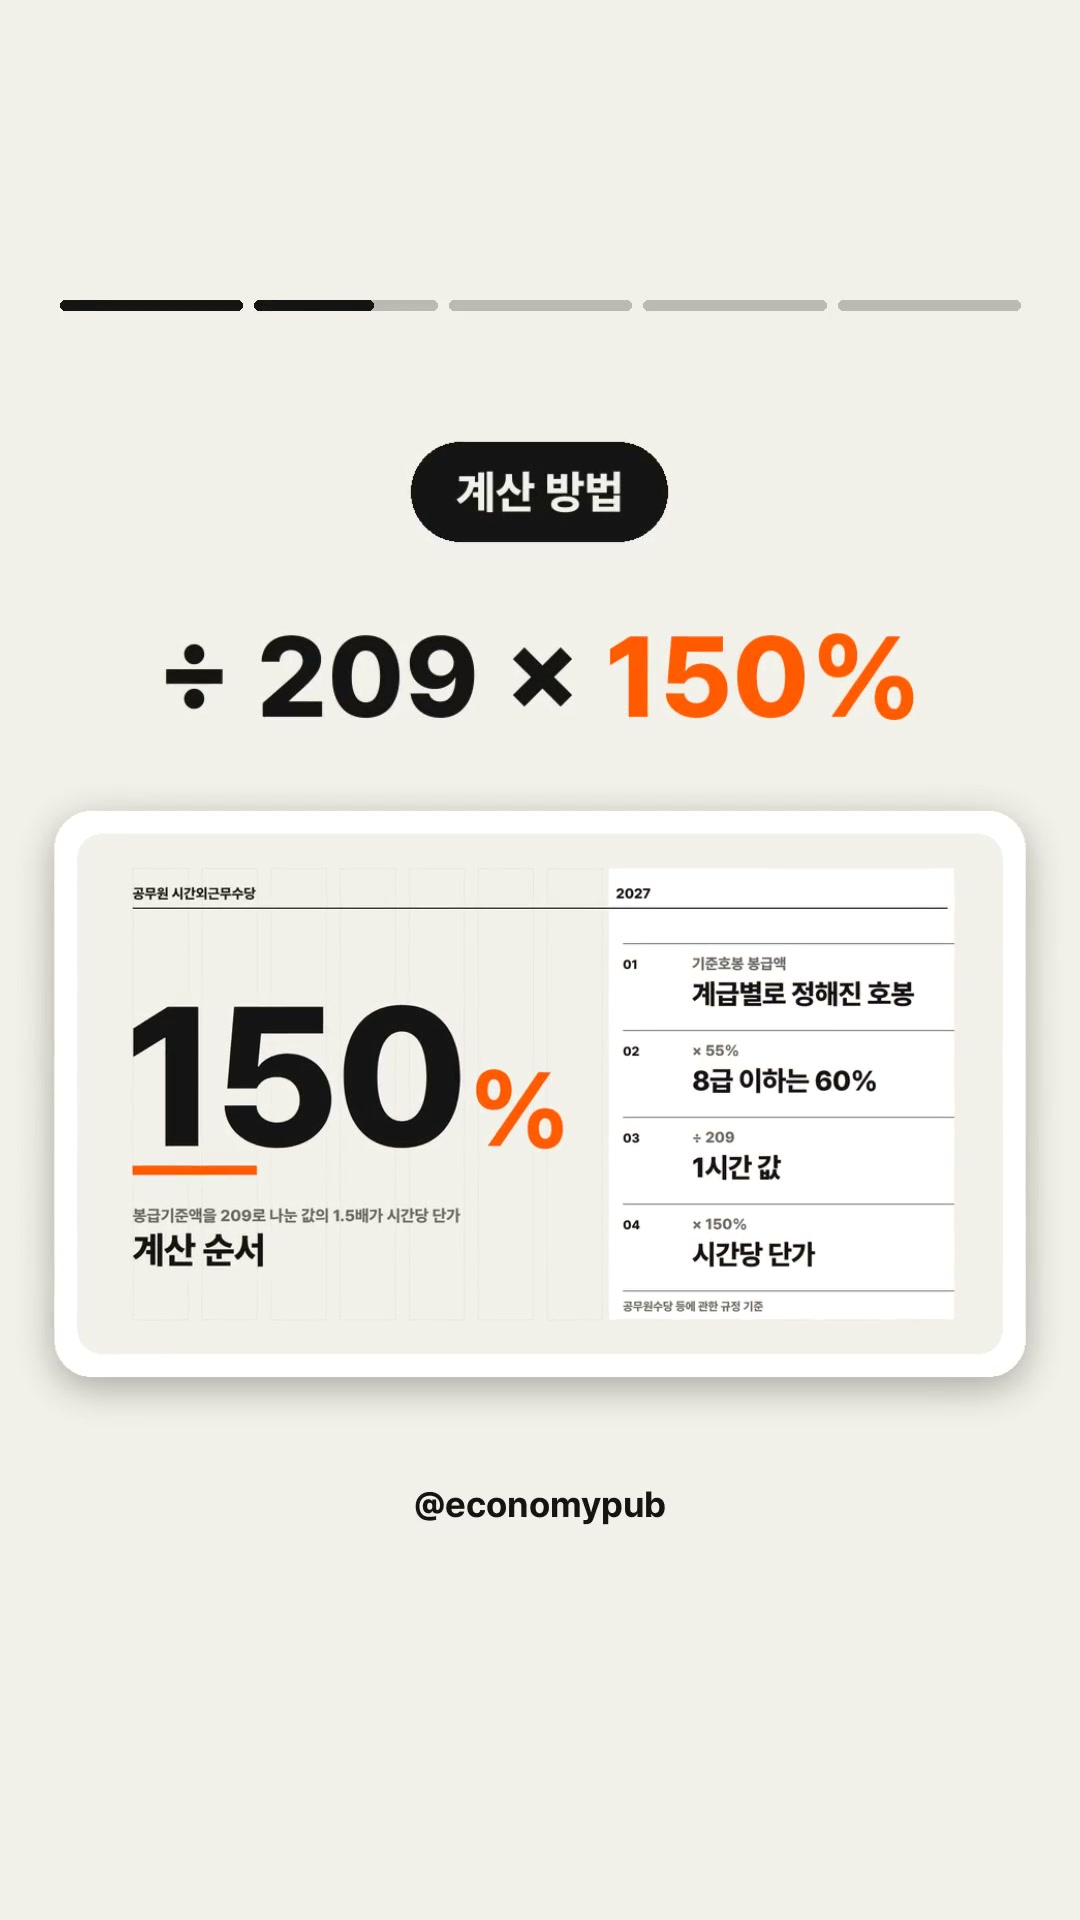 계산 방법
÷ 209 × 150%
공무원 시간외근무수당
2027
150%
봉급기준액을 209로 나눈 값의 1.5배가 시간당 단가
계산 순서
01
기준호봉 봉급액
계급별로 정해진 호봉
02
× 55%
8급 이하는 60%
03
÷ 209
1시간 값
04
× 150%
시간당 단가
공무원수당 등에 관한 규정 기준
@economypub